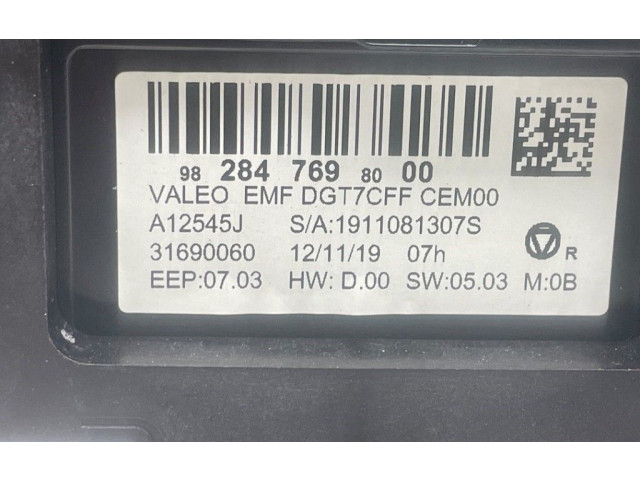 98 284 769 80 00
VALEO EMF DGT7CFF CEM00
A12545J S/A:1911081307S
31690060 12/11/19 07h
R
EEP:07.03 HW: D.00 SW:05.03 M:0B